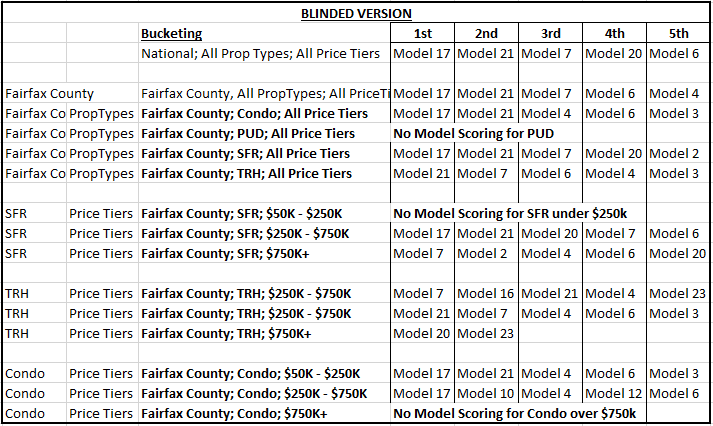 BLINDED VERSION
Bucketing 1st 2nd 3rd 4th 5th
National; All Prop Types; All Price Tiers Model 17 Model 21 Model 7 Model 20 Model 6
Fairfax County Fairfax County, All PropTypes; All PriceTi Model 17 Model 21 Model 7 Model 6 Model 4
Fairfax Co PropTypes Fairfax County; Condo; All Price Tiers Model 17 Model 21 Model 4 Model 6 Model 3
Fairfax Co PropTypes Fairfax County; PUD; All Price Tiers No Model Scoring for PUD
Fairfax Co PropTypes Fairfax County; SFR; All Price Tiers Model 17 Model 21 Model 7 Model 20 Model 2
Fairfax Co PropTypes Fairfax County; TRH; All Price Tiers Model 21 Model 7 Model 6 Model 4 Model 3
SFR Price Tiers Fairfax County; SFR; $50K - $250K No Model Scoring for SFR under $250k
SFR Price Tiers Fairfax County; SFR; $250K - $750K Model 17 Model 21 Model 20 Model 7 Model 6
SFR Price Tiers Fairfax County; SFR; $750K+ Model 7 Model 2 Model 4 Model 6 Model 20
TRH Price Tiers Fairfax County; TRH; $250K - $750K Model 7 Model 16 Model 21 Model 4 Model 23
TRH Price Tiers Fairfax County; TRH; $250K - $750K Model 21 Model 7 Model 4 Model 6 Model 3
TRH Price Tiers Fairfax County; TRH; $750K+ Model 20 Model 23
Condo Price Tiers Fairfax County; Condo; $50K - $250K Model 17 Model 21 Model 4 Model 6 Model 3
Condo Price Tiers Fairfax County; Condo; $250K - $750K Model 17 Model 10 Model 4 Model 12 Model 6
Condo Price Tiers Fairfax County; Condo; $750K+ No Model Scoring for Condo over $750k